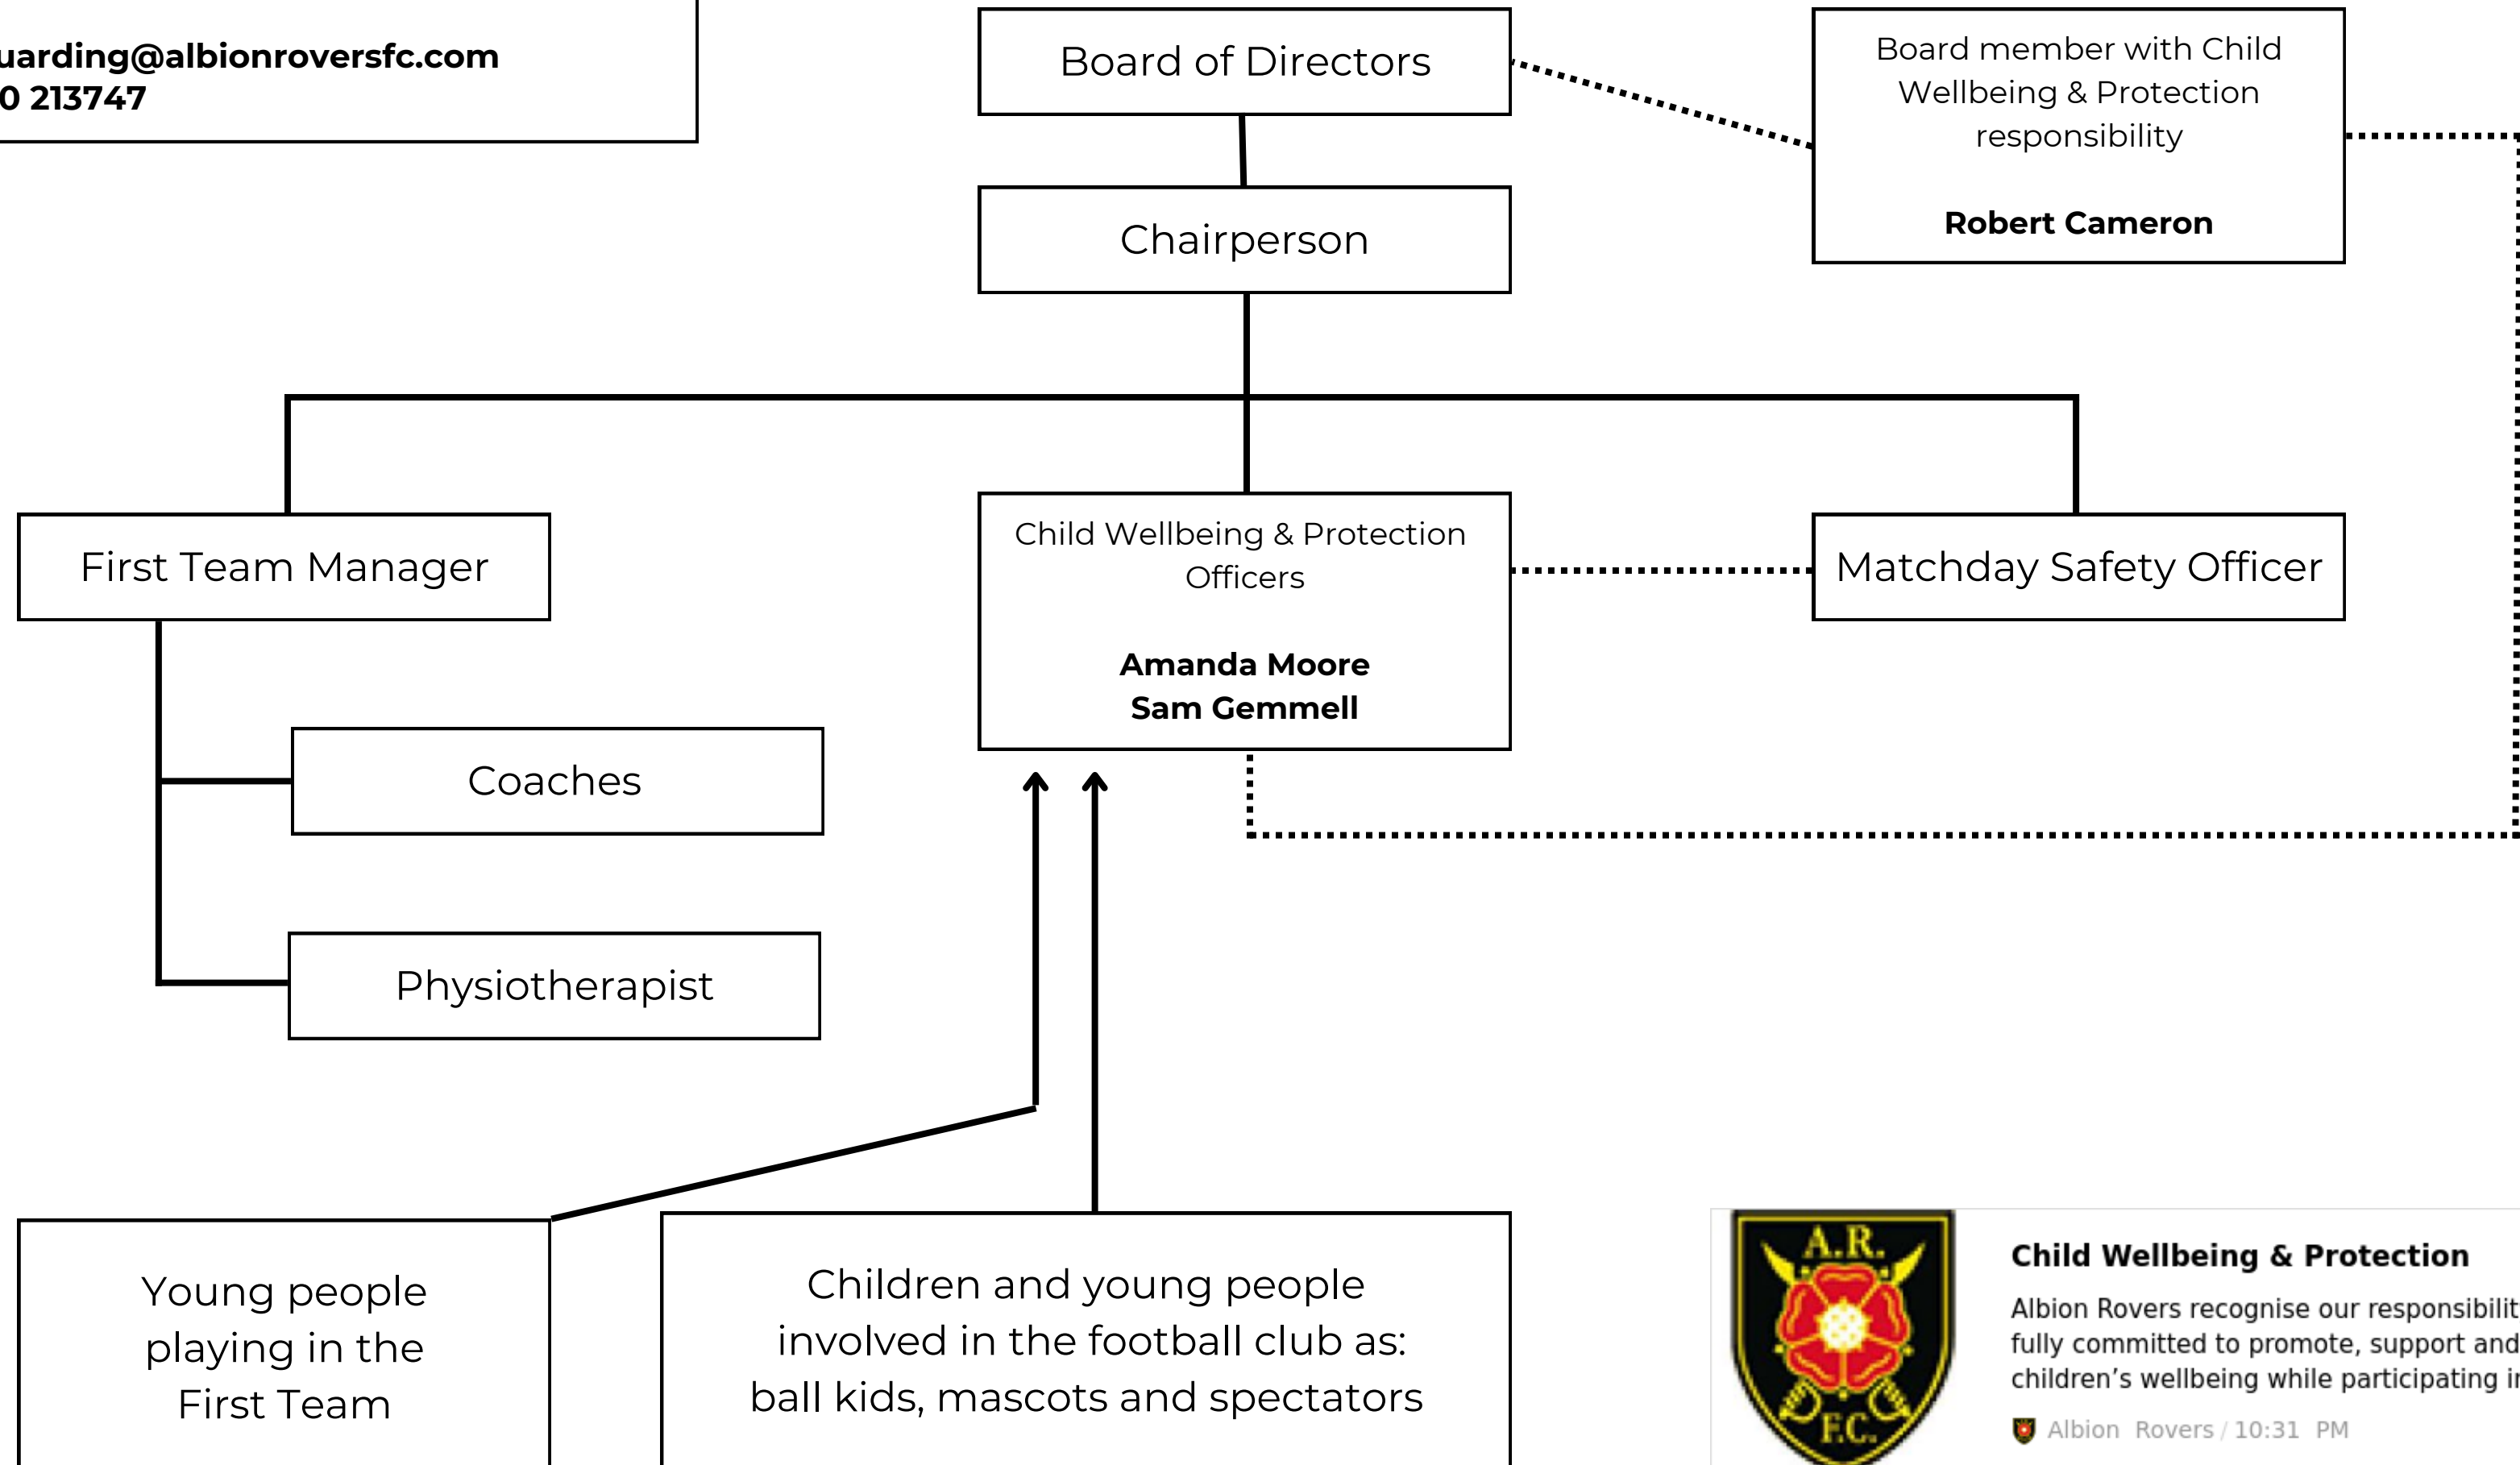 uarding@albionroversfc.com
0 213747
Board of Directors
Board member with Child
Wellbeing & Protection
responsibility
Robert Cameron
Chairperson
First Team Manager
Child Wellbeing & Protection
Officers
Amanda Moore
Sam Gemmell
Matchday Safety Officer
Coaches
Physiotherapist
Young people
playing in the
First Team
Children and young people
involved in the football club as:
ball kids, mascots and spectators
A.R.
F.C.
Child Wellbeing & Protection
Albion Rovers recognise our responsibilit
fully committed to promote, support and
children’s wellbeing while participating in
Albion Rovers / 10:31 PM